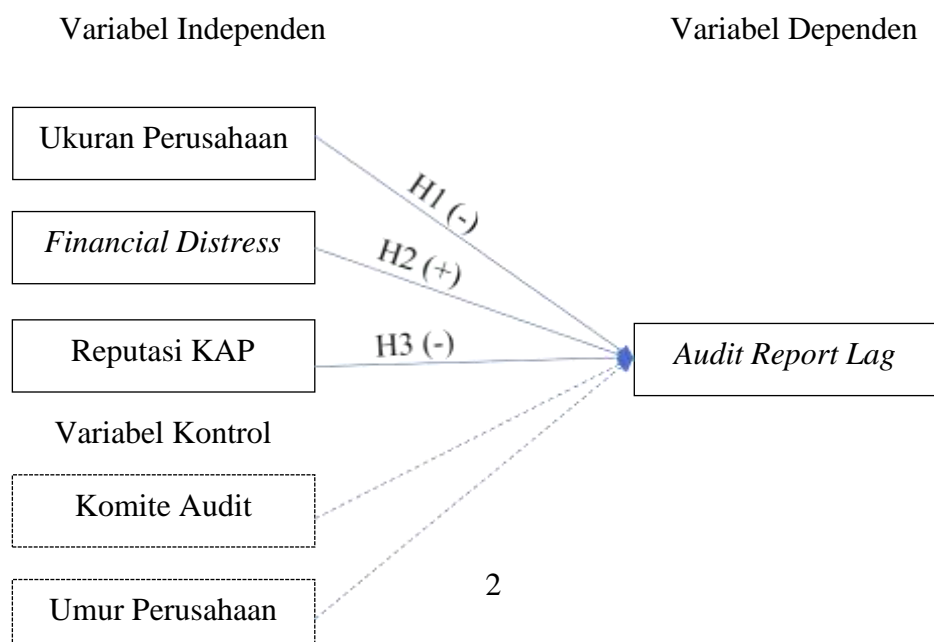 Variabel Independen
Variabel Dependen
Ukuran Perusahaan
H1 (-)
Financial Distress
H2 (+)
Reputasi KAP
H3 (-)
Audit Report Lag
Variabel Kontrol
Komite Audit
Umur Perusahaan
2